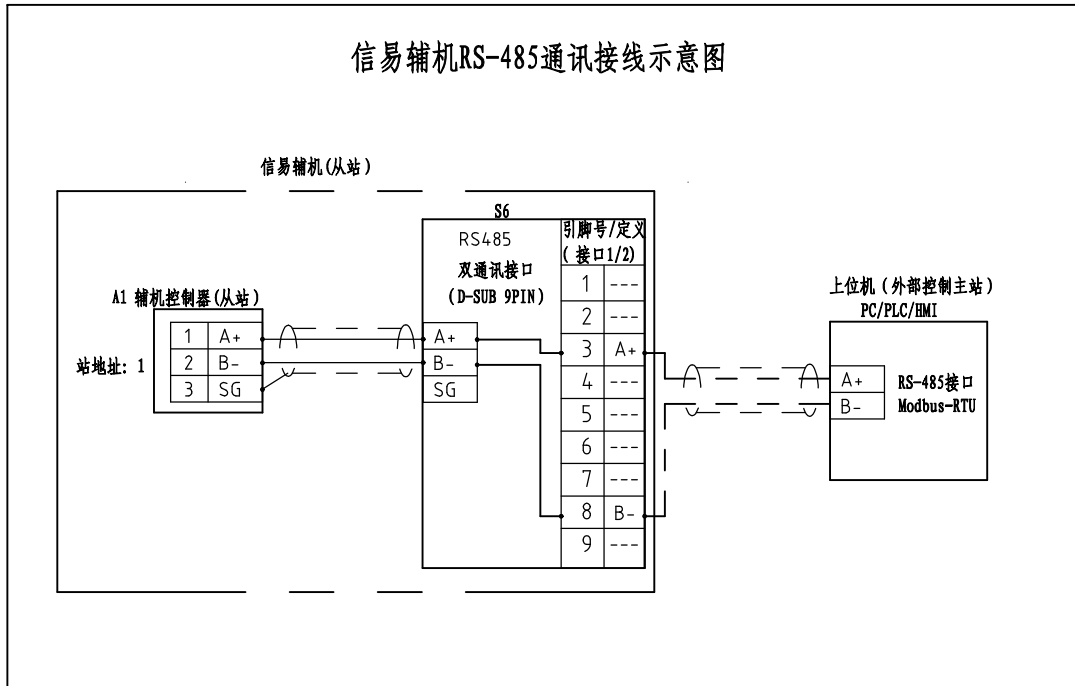 信易辅机RS-485通讯接线示意图
信易辅机(从站)
S6
RS485
双通讯接口
(D-SUB 9PIN)
引脚号/定义
(接口1/2)
1 ---
2 ---
3 A+
4 ---
5 ---
6 ---
7 ---
8 B-
9 ---
A1 辅机控制器(从站)
站地址: 1
1 A+
2 B-
3 SG
A+
B-
SG
上位机(外部控制主站)
PC/PLC/HMI
A+
B-
RS-485接口
Modbus-RTU